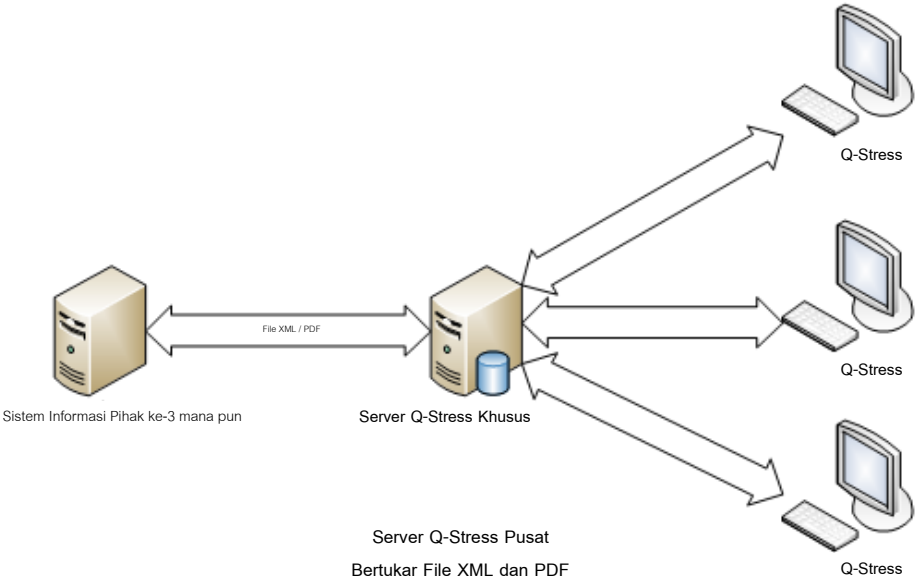 Q-Stress
File XML / PDF
Q-Stress
Sistem Informasi Pihak ke-3 mana pun
Server Q-Stress Khusus
Server Q-Stress Pusat
Bertukar File XML dan PDF
Q-Stress